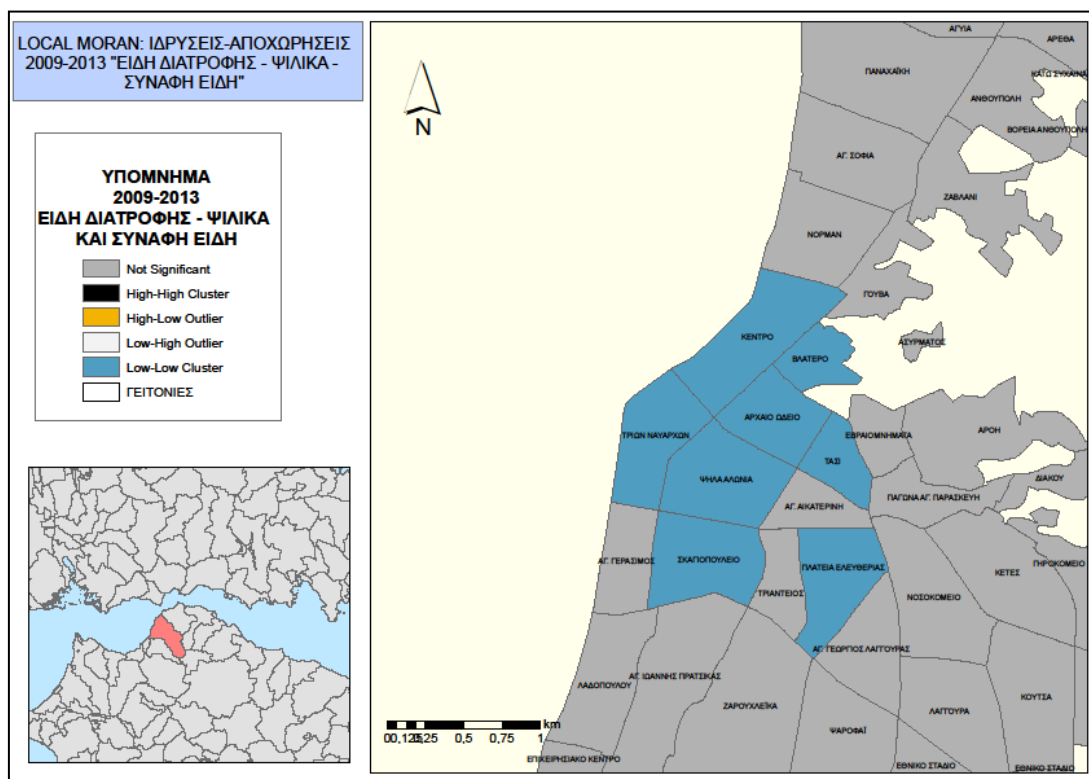 LOCAL MORAN: ΙΔΡΥΣΕΙΣ-ΑΠΟΧΩΡΗΣΕΙΣ
2009-2013 "ΕΙΔΗ ΔΙΑΤΡΟΦΗΣ - ΨΙΛΙΚΑ -
ΣΥΝΑΦΗ ΕΙΔΗ"
ΥΠΟΜΝΗΜΑ
2009-2013
ΕΙΔΗ ΔΙΑΤΡΟΦΗΣ - ΨΙΛΙΚΑ
ΚΑΙ ΣΥΝΑΦΗ ΕΙΔΗ
Not Significant
High-High Cluster
High-Low Outlier
Low-High Outlier
Low-Low Cluster
ΓΕΙΤΟΝΙΕΣ
N
ΑΓΥΙΑ
ΑΡΕΘΑ
ΠΑΝΑΧΑΪΚΗ
ΚΑΤΩ ΣΥΧΑΙΝΑ
ΑΝΘΟΥΠΟΛΗ
ΒΟΡΕΙΑ ΑΝΘΟΥΠΟΛΗ
ΑΓ. ΣΟΦΙΑ
ΖΑΒΛΑΝΙ
ΝΟΡΜΑΝ
ΓΟΥΒΑ
ΚΕΝΤΡΟ
ΑΣΥΡΜΑΤΟΣ
ΒΛΑΤΕΡΟ
ΑΡΧΑΙΟ ΩΔΕΙΟ
ΤΡΙΩΝ ΝΑΥΑΡΧΩΝ
ΕΒΡΑΙΟΜΝΗΜΑΤΑ
ΑΡΟΗ
ΤΑΣΙ
ΨΗΛΑ ΑΛΩΝΙΑ
ΔΙΑΚΟΥ
ΠΑΓΩΝΑ ΑΓ. ΠΑΡΑΣΚΕΥΗ
ΑΓ. ΑΙΚΑΤΕΡΙΝΗ
ΑΓ. ΓΕΡΑΣΙΜΟΣ
ΣΚΑΓΙΟΠΟΥΛΕΙΟ
ΠΛΑΤΕΙΑ ΕΛΕΥΘΕΡΙΑΣ
ΓΗΡΟΚΟΜΕΙΟ
ΚΕΤΕΣ
ΤΡΙΑΝΤΕΙΟΣ
ΝΟΣΟΚΟΜΕΙΟ
ΑΓ. ΓΕΩΡΓΙΟΣ ΛΑΓΓΟΥΡΑΣ
ΑΓ. ΙΩΑΝΝΗΣ ΠΡΑΤΣΙΚΑΣ
ΛΑΔΟΠΟΥΛΟΥ
ΚΟΥΤΣΑ
ΖΑΡΟΥΧΛΕΪΚΑ
ΛΑΓΓΟΥΡΑ
ΨΑΡΟΦΑΪ
km
0 0,125 0,25 0,5 0,75 1
ΕΠΙΧΕΙΡΗΣΙΑΚΟ ΚΕΝΤΡΟ
ΕΘΝΙΚΟ ΣΤΑΔΙΟ
ΕΘΝΙΚΟ ΣΤΑΔΙΟ